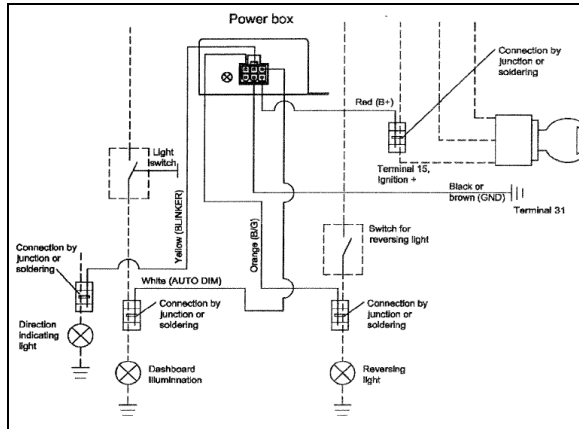 Power box
Connection by
junction or
soldering
Red (B+)
Light
switch
Terminal 15,
Ignition +
Black or
brown (GND)
Terminal 31
Yellow (BLINKER)
Orange (B/G)
Switch for
reversing light
Connection by
junction or
soldering
White (AUTO DIM)
Connection by
junction or
soldering
Connection by
junction or
soldering
Direction
indicating
light
Dashboard
Illumination
Reversing
light